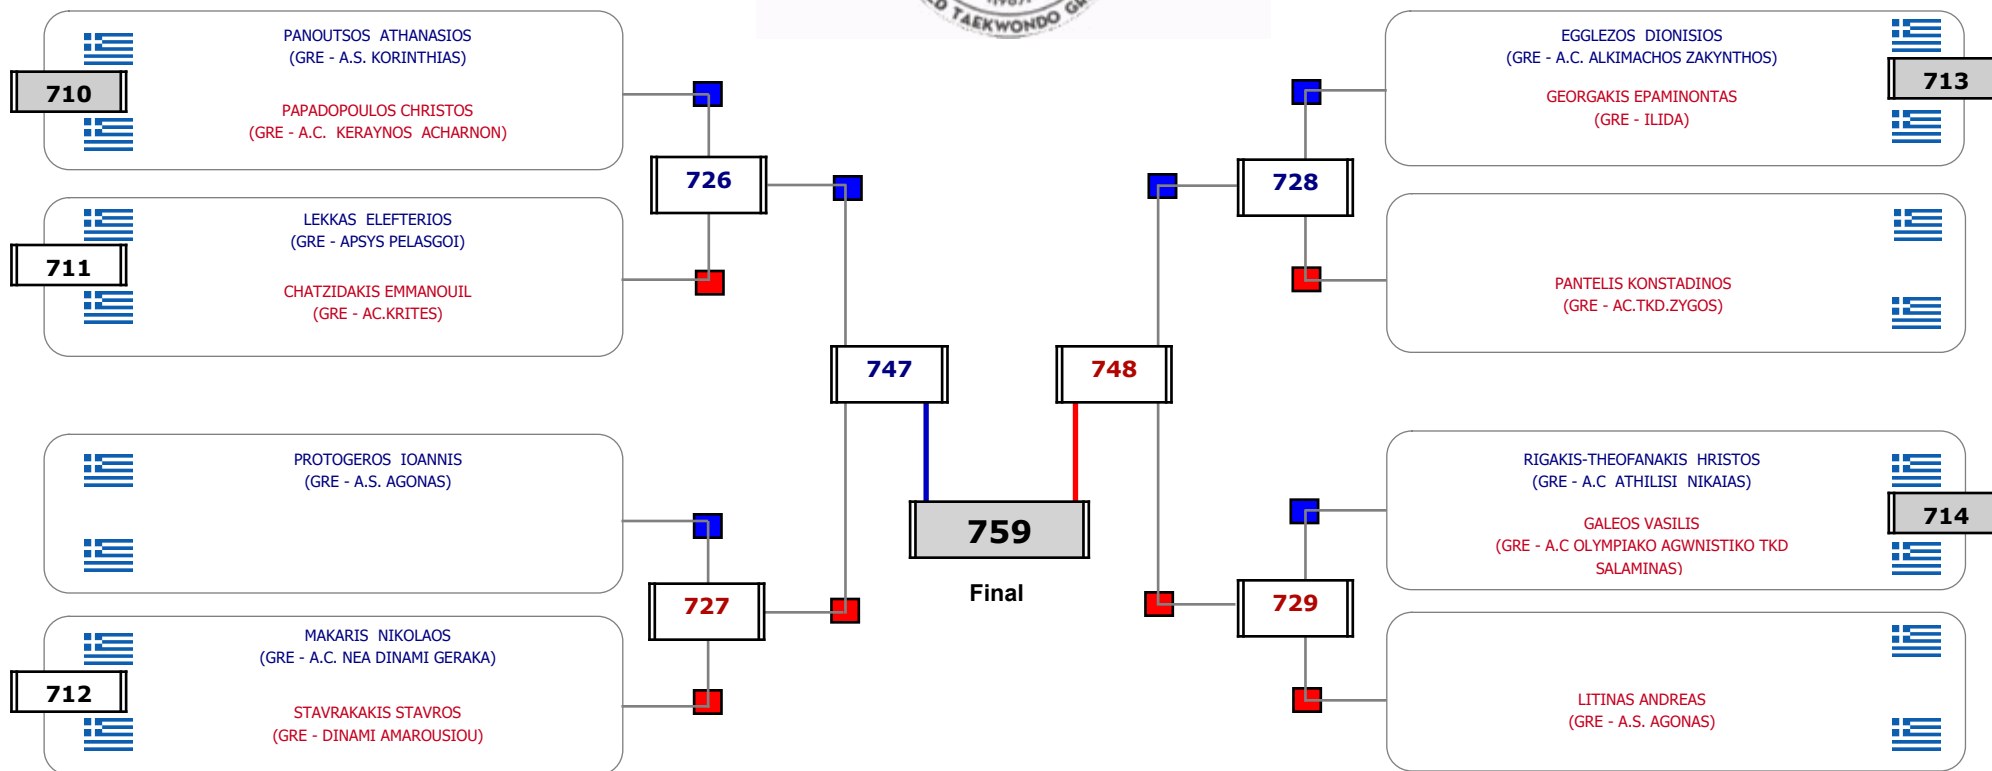 TAEKWONDO
PANOUTSOS ATHANASIOS
(GRE - A.S. KORINTHIAS)
710
PAPADOPOULOS CHRISTOS
(GRE - A.C. KERAYNOS ACHARNON)
LEKKAS ELEFTERIOS
(GRE - APSYS PELASGOI)
711
CHATZIDAKIS EMMANOUIL
(GRE - AC.KRITES)
726
PROTOGEROS IOANNIS
(GRE - A.S. AGONAS)
MAKARIS NIKOLAOS
(GRE - A.C. NEA DINAMI GERAKA)
712
STAVRAKAKIS STAVROS
(GRE - DINAMI AMAROUSIOU)
727
747
759
Final
748
EGGLEZOS DIONISIOS
(GRE - A.C. ALKIMACHOS ZAKYNTHOS)
713
GEORGAKIS EPAMINONTAS
(GRE - ILIDA)
728
PANTELIS KONSTADINOS
(GRE - AC.TKD.ZYGOS)
RIGAKIS-THEOFANAKIS HRISTOS
(GRE - A.C ATHILISI NIKAIAS)
714
GALEOS VASILIS
(GRE - A.C OLYMPIAKO AGWNISTIKO TKD
SALAMINAS)
729
LITINAS ANDREAS
(GRE - A.S. AGONAS)